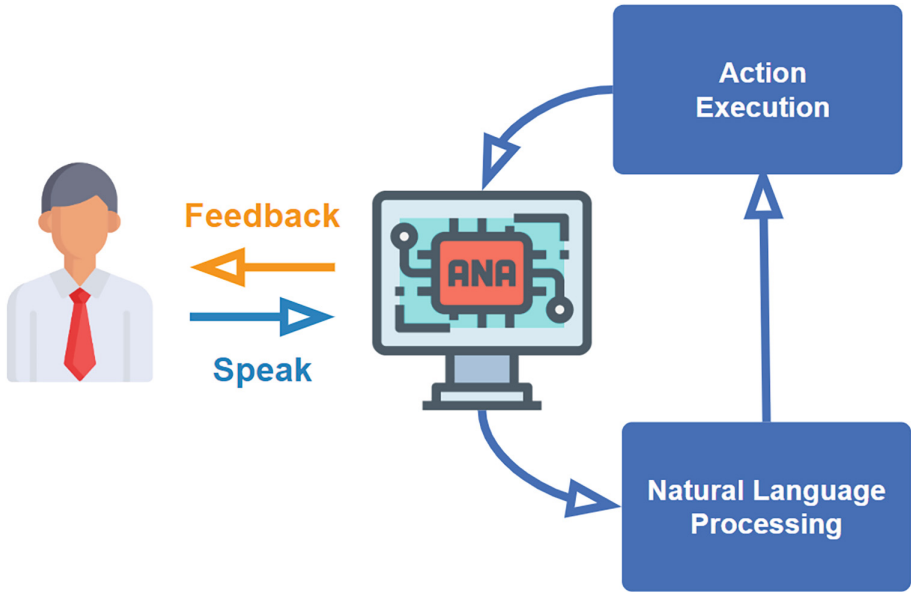 Action
Execution
Feedback
ANA
Speak
Natural Language
Processing